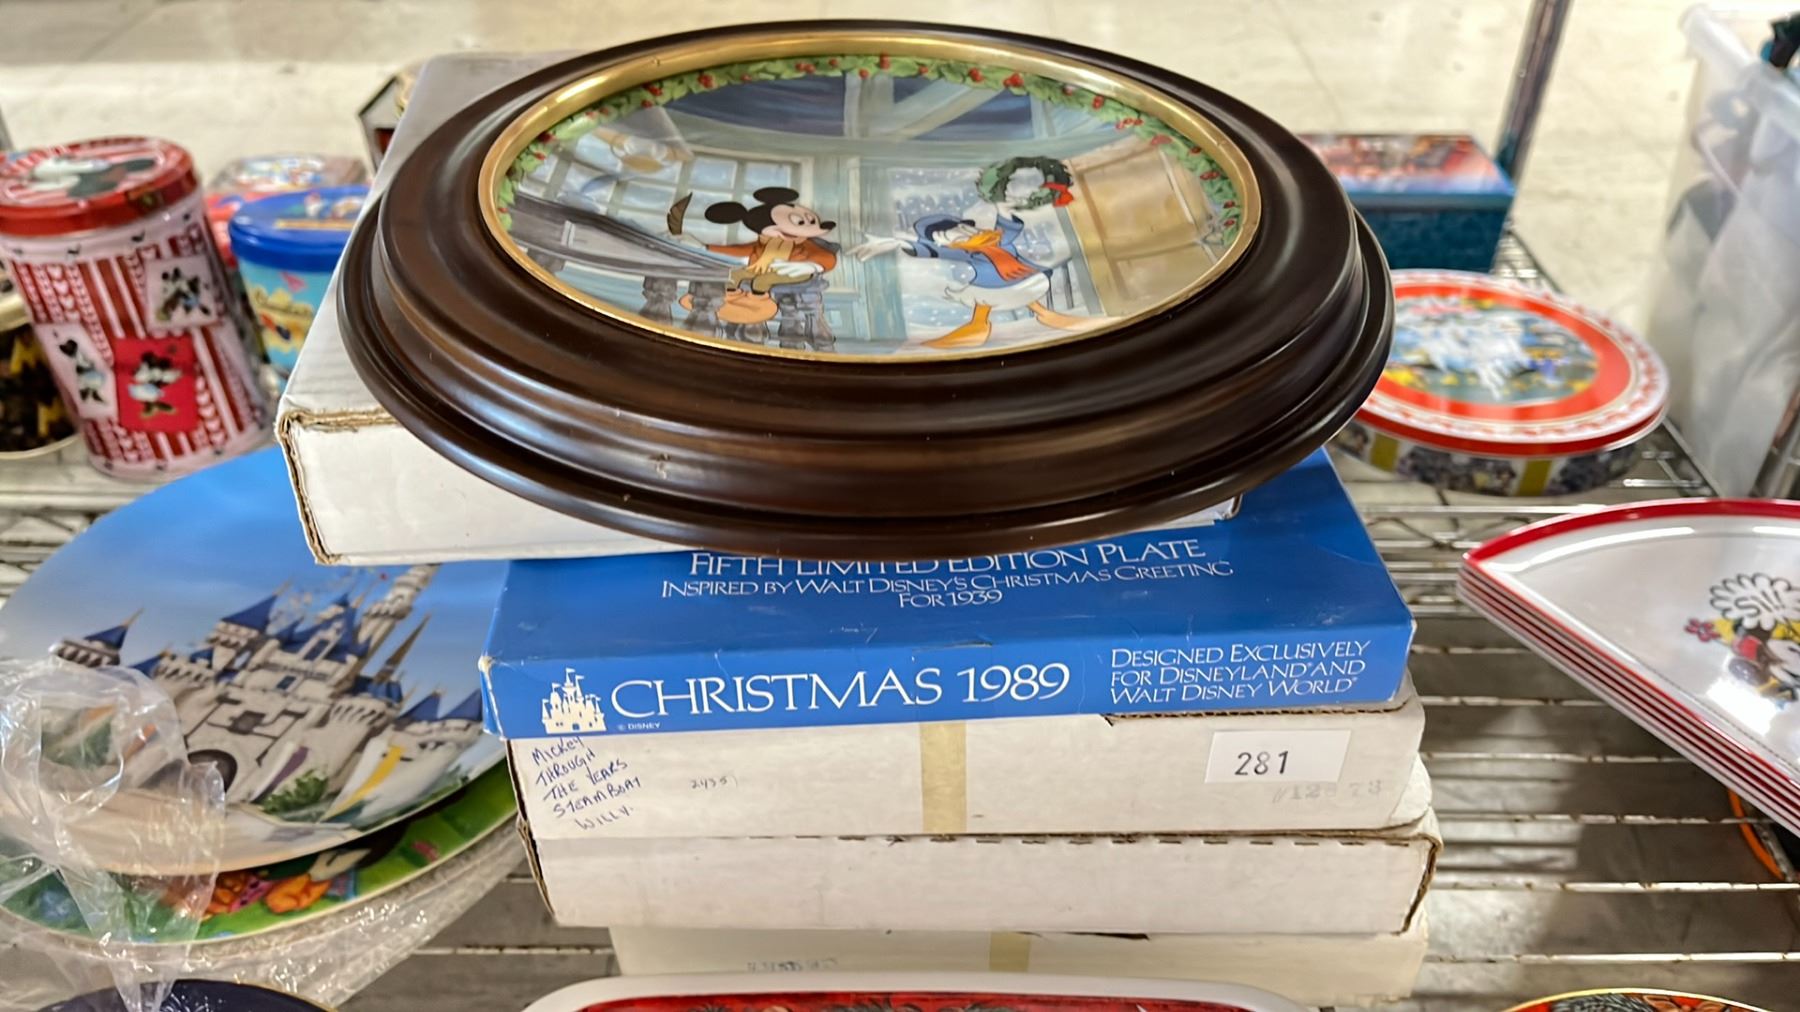 FIFTH LIMITED EDITION PLATE
INSPIRED BY WALT DISNEY'S CHRISTMAS GREETING
FOR 1939
CHRISTMAS 1989
© DISNEY
DESIGNED EXCLUSIVELY
FOR DISNEYLAND® AND
WALT DISNEY WORLD®
MICKEY
THROUGH
THE YEARS
STEAMBOAT
WILLY.
281